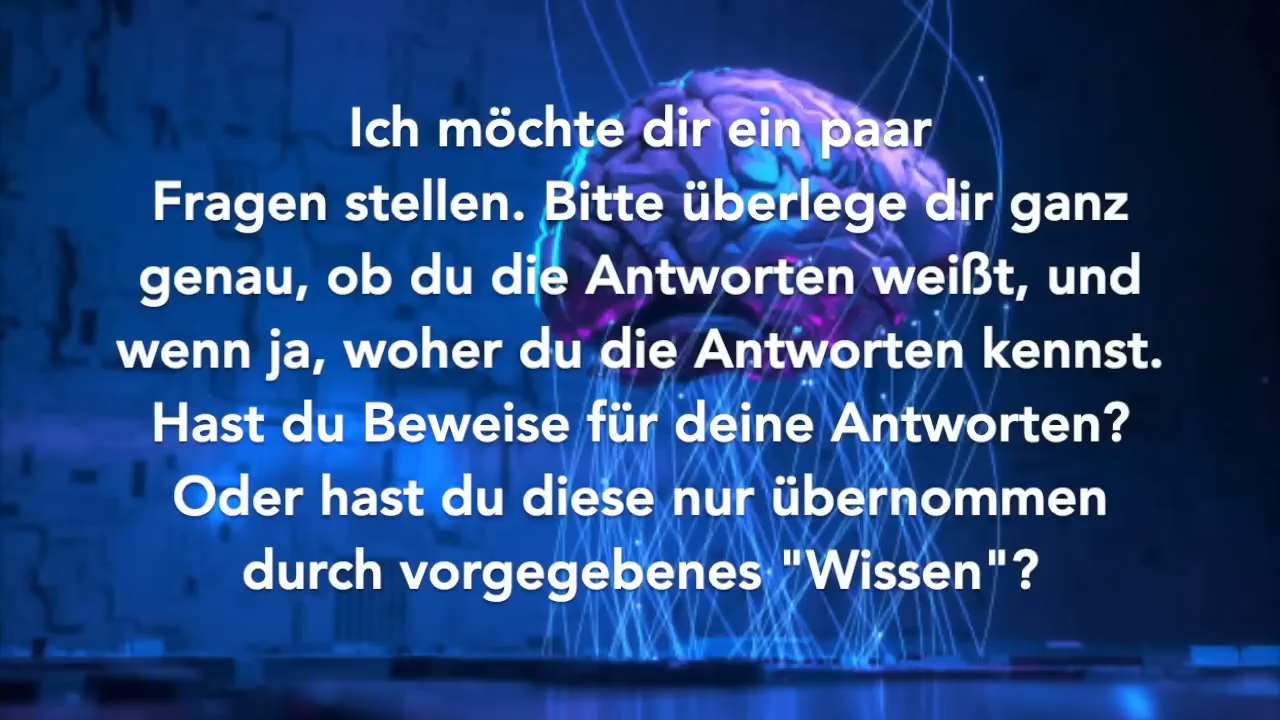 Ich möchte dir ein paar
Fragen stellen. Bitte überlege dir ganz
genau, ob du die Antworten weißt, und
wenn ja, woher du die Antworten kennst.
Hast du Beweise für deine Antworten?
Oder hast du diese nur übernommen
durch vorgegebenes "Wissen"?